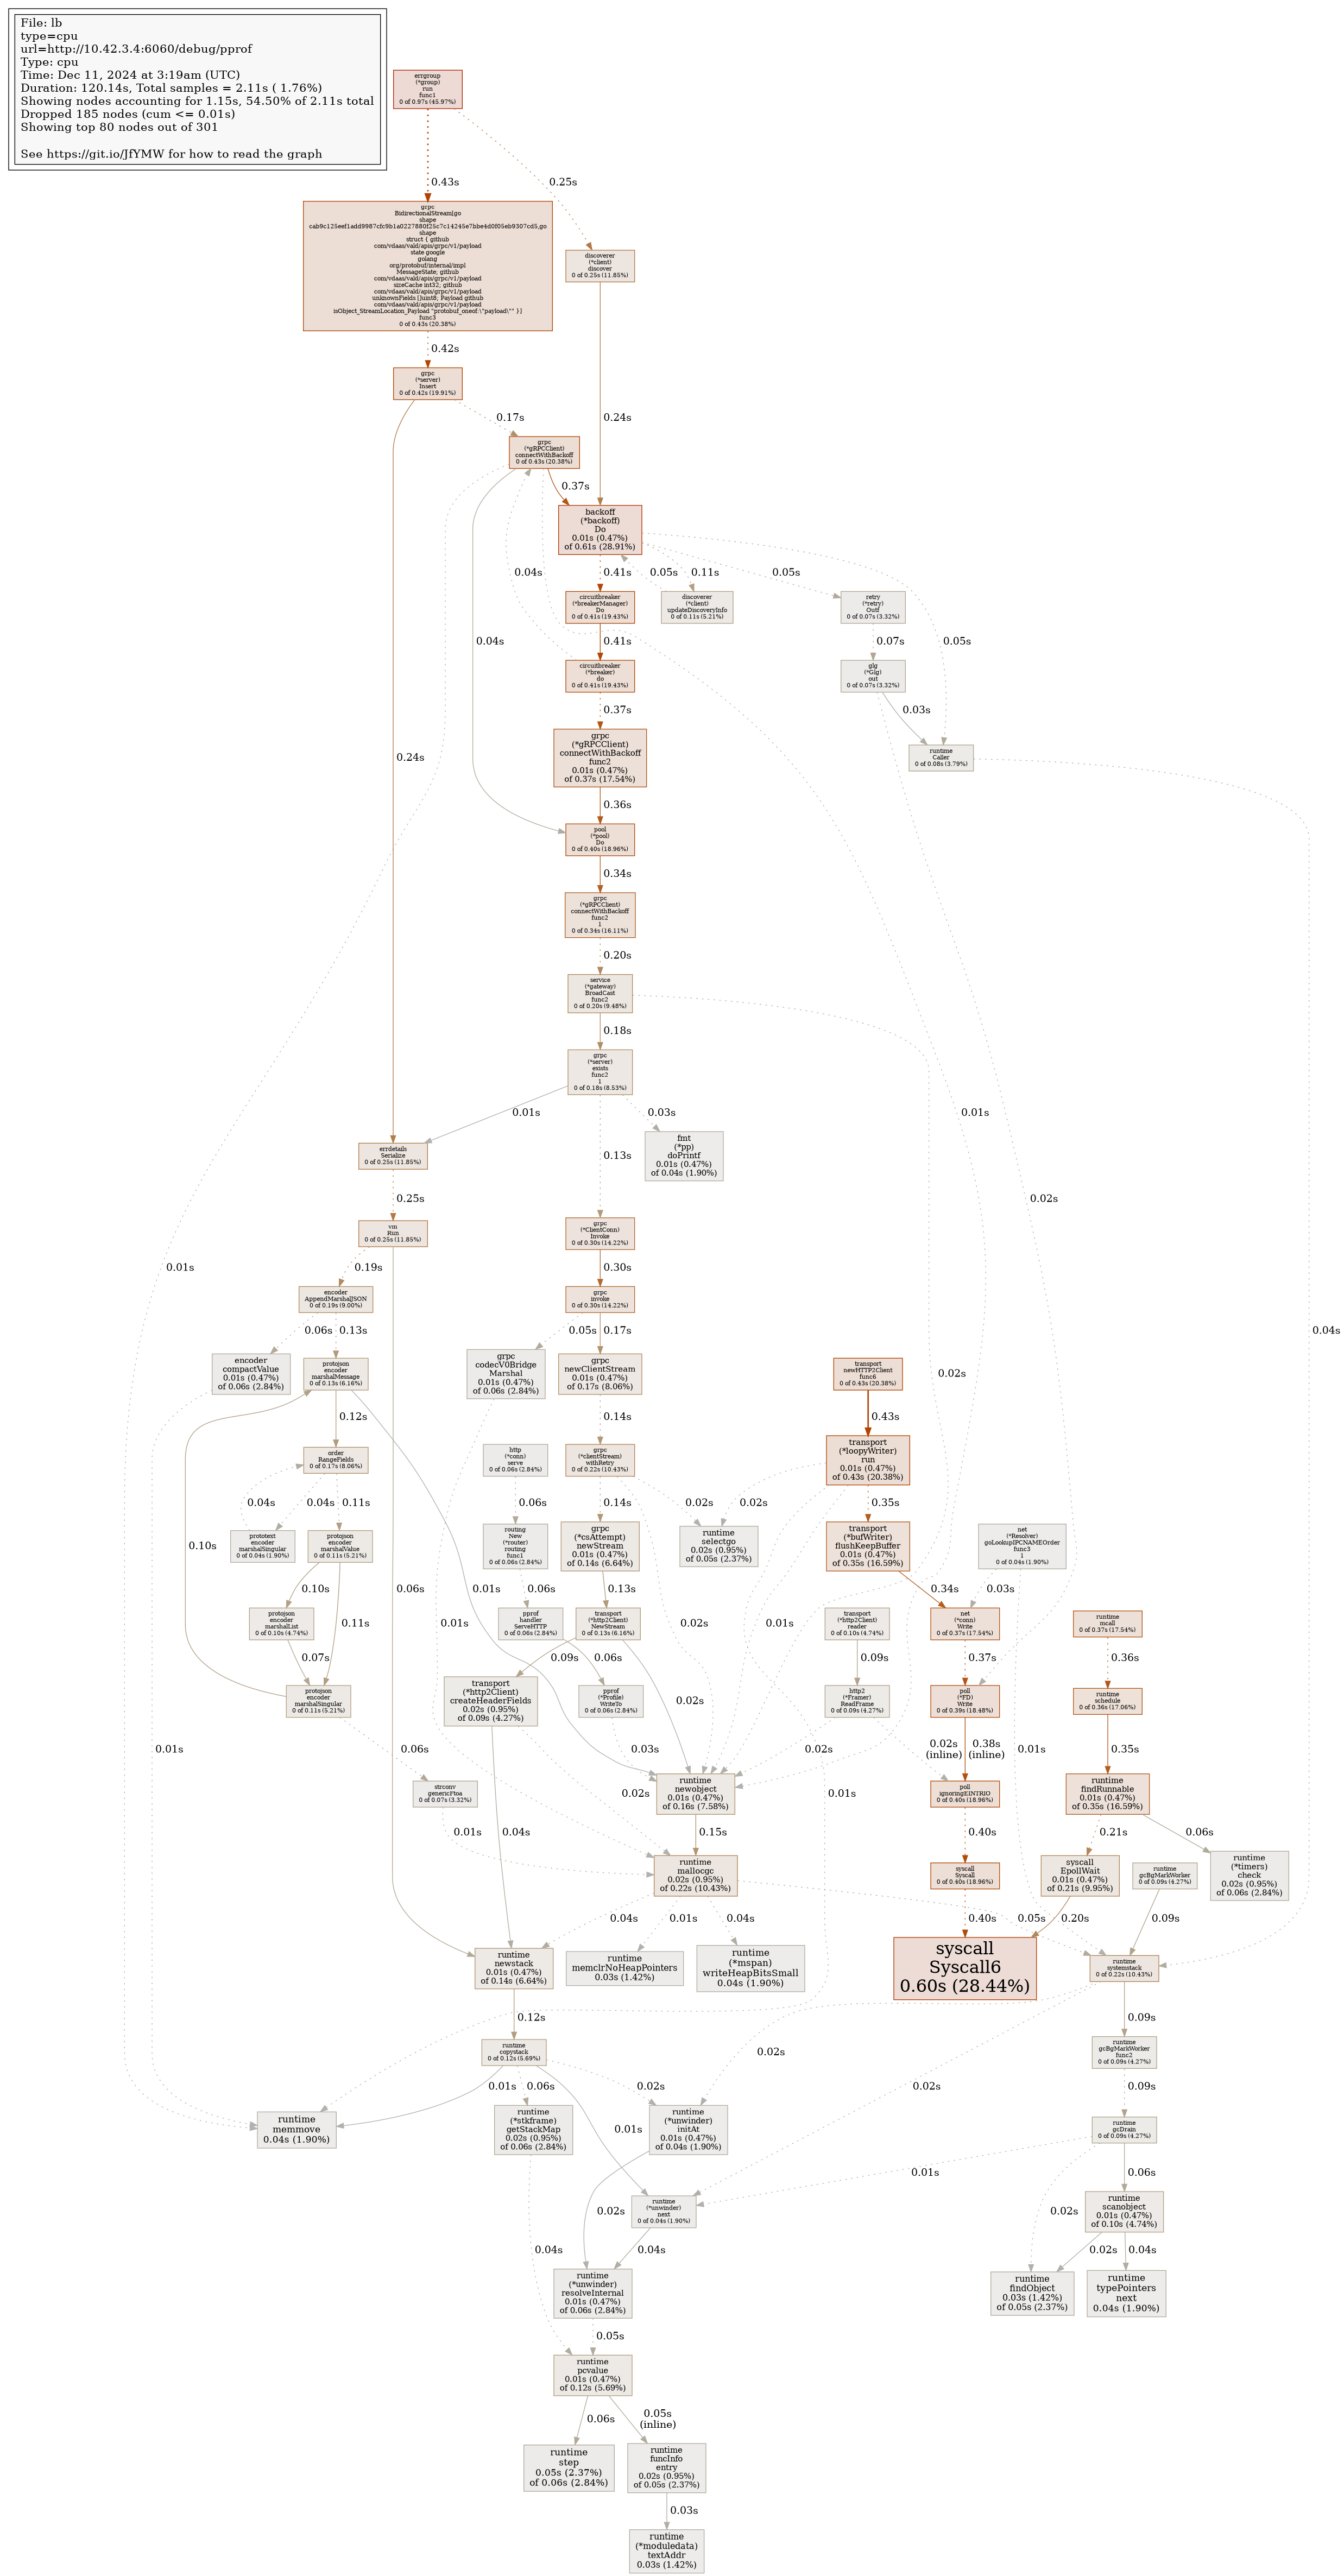 File: lb
type=cpu
url=http://10.42.3.4:6060/debug/pprof
Type: cpu
Time: Dec 11, 2024 at 3:19am (UTC)
Duration: 120.14s, Total samples = 2.11s ( 1.76%)
Showing nodes accounting for 1.15s, 54.50% of 2.11s total
Dropped 185 nodes (cum <= 0.01s)
Showing top 80 nodes out of 301
See https://git.io/JfYMW for how to read the graph
errgroup
(*group)
run
func1
0 of 0.97s (45.97%)
0.43s
0.25s
grpc
BidirectionalStream[go
shape
shape
struct { github
com/vdaas/vald/apis/grpc/v1/payload
state google
golang
org/protobuf/internal/impl
MessageState; github
com/vdaas/vald/apis/grpc/v1/payload
sizeCache int32; github
com/vdaas/vald/apis/grpc/v1/payload
unknownFields []uint8; Payload github
com/vdaas/vald/apis/grpc/v1/payload
isObject_StreamLocation_Payload "protobuf_oneof:\"payload\"" }]
func3
0 of 0.43s (20.38%)
discoverer
(*client)
discover
0 of 0.25s (11.85%)
0.42s
grpc
(*server)
Insert
0 of 0.42s (19.91%)
0.17s
0.24s
grpc
(*gRPCClient)
connectWithBackoff
0 of 0.43s (20.38%)
0.37s
backoff
(*backoff)
Do
0.01s (0.47%)
of 0.61s (28.91%)
0.04s
0.41s
0.05s
0.11s
0.05s
circuitbreaker
(*breakerManager)
Do
0 of 0.41s (19.43%)
discoverer
(*client)
updateDiscoveryInfo
0 of 0.11s (5.21%)
retry
(*retry)
Outf
0 of 0.07s (3.32%)
0.04s
0.41s
0.07s
0.05s
circuitbreaker
(*breaker)
do
0 of 0.41s (19.43%)
glg
(*Glg)
out
0 of 0.07s (3.32%)
0.37s
0.03s
grpc
(*gRPCClient)
connectWithBackoff
func2
0.01s (0.47%)
of 0.37s (17.54%)
runtime
Caller
0 of 0.08s (3.79%)
0.24s
0.36s
pool
(*pool)
Do
0 of 0.40s (18.96%)
0.34s
grpc
(*gRPCClient)
connectWithBackoff
func2
1
0 of 0.34s (16.11%)
0.20s
service
(*gateway)
BroadCast
func2
0 of 0.20s (9.48%)
0.18s
grpc
(*server)
exists
func2
1
0 of 0.18s (8.53%)
0.01s
0.03s
0.01s
errdetails
Serialize
0 of 0.25s (11.85%)
0.13s
fmt
(*pp)
doPrintf
0.01s (0.47%)
of 0.04s (1.90%)
0.25s
0.02s
vm
Run
0 of 0.25s (11.85%)
grpc
(*ClientConn)
Invoke
0 of 0.30s (14.22%)
0.01s
0.19s
0.30s
0.04s
encoder
AppendMarshalJSON
0 of 0.19s (9.00%)
grpc
invoke
0 of 0.30s (14.22%)
0.06s
0.13s
0.05s
0.17s
encoder
compactValue
0.01s (0.47%)
of 0.06s (2.84%)
protojson
encoder
marshalMessage
0 of 0.13s (6.16%)
grpc
codecV0Bridge
Marshal
0.01s (0.47%)
of 0.06s (2.84%)
grpc
newClientStream
0.01s (0.47%)
of 0.17s (8.06%)
transport
newHTTP2Client
func6
0 of 0.43s (20.38%)
0.02s
0.12s
0.14s
0.43s
order
RangeFields
0 of 0.17s (8.06%)
http
(*conn)
serve
0 of 0.06s (2.84%)
grpc
(*clientStream)
withRetry
0 of 0.22s (10.43%)
transport
(*loopyWriter)
run
0.01s (0.47%)
of 0.43s (20.38%)
0.04s
0.04s
0.11s
0.06s
0.14s
0.02s
0.02s
0.35s
prototext
encoder
marshalSingular
0 of 0.04s (1.90%)
protojson
encoder
marshalValue
0 of 0.11s (5.21%)
routing
New
(*router)
routing
func1
0 of 0.06s (2.84%)
grpc
(*csAttempt)
newStream
0.01s (0.47%)
of 0.14s (6.64%)
runtime
selectgo
0.02s (0.95%)
of 0.05s (2.37%)
transport
(*bufWriter)
flushKeepBuffer
0.01s (0.47%)
of 0.35s (16.59%)
net
(*Resolver)
goLookupIPCNAMEOrder
func3
1
0 of 0.04s (1.90%)
0.10s
0.10s
0.06s
0.01s
0.06s
0.13s
0.34s
0.03s
protojson
encoder
marshalList
0 of 0.10s (4.74%)
0.11s
0.01s
pprof
handler
ServeHTTP
0 of 0.06s (2.84%)
transport
(*http2Client)
NewStream
0 of 0.13s (6.16%)
0.02s
0.01s
transport
(*http2Client)
reader
0 of 0.10s (4.74%)
net
(*conn)
Write
0 of 0.37s (17.54%)
runtime
mcall
0 of 0.37s (17.54%)
0.07s
0.09s
0.06s
0.09s
0.37s
0.36s
protojson
encoder
marshalSingular
0 of 0.11s (5.21%)
transport
(*http2Client)
createHeaderFields
0.02s (0.95%)
of 0.09s (4.27%)
pprof
(*Profile)
WriteTo
0 of 0.06s (2.84%)
0.02s
http2
(*Framer)
ReadFrame
0 of 0.09s (4.27%)
poll
(*FD)
Write
0 of 0.39s (18.48%)
runtime
schedule
0 of 0.36s (17.06%)
0.01s
0.06s
0.03s
0.02s
0.02s
(inline)
0.38s
(inline)
0.01s
0.35s
strconv
genericFtoa
0 of 0.07s (3.32%)
0.02s
runtime
newobject
0.01s (0.47%)
of 0.16s (7.58%)
0.01s
poll
ignoringEINTRIO
0 of 0.40s (18.96%)
runtime
findRunnable
0.01s (0.47%)
of 0.35s (16.59%)
0.01s
0.04s
0.15s
0.40s
0.21s
0.06s
runtime
mallocgc
0.02s (0.95%)
of 0.22s (10.43%)
syscall
Syscall
0 of 0.40s (18.96%)
syscall
EpollWait
0.01s (0.47%)
of 0.21s (9.95%)
runtime
gcBgMarkWorker
0 of 0.09s (4.27%)
runtime
(*timers)
check
0.02s (0.95%)
of 0.06s (2.84%)
0.04s
0.01s
0.04s
0.40s
0.05s
0.20s
0.09s
runtime
newstack
0.01s (0.47%)
of 0.14s (6.64%)
runtime
memclrNoHeapPointers
0.03s (1.42%)
runtime
(*mspan)
writeHeapBitsSmall
0.04s (1.90%)
syscall
Syscall6
0.60s (28.44%)
runtime
systemstack
0 of 0.22s (10.43%)
0.12s
0.09s
runtime
copystack
0 of 0.12s (5.69%)
0.02s
runtime
gcBgMarkWorker
func2
0 of 0.09s (4.27%)
0.01s
0.06s
0.02s
0.02s
0.09s
runtime
memmove
0.04s (1.90%)
runtime
(*stkframe)
getStackMap
0.02s (0.95%)
of 0.06s (2.84%)
0.01s
runtime
(*unwinder)
initAt
0.01s (0.47%)
of 0.04s (1.90%)
runtime
gcDrain
0 of 0.09s (4.27%)
0.01s
0.06s
0.02s
runtime
(*unwinder)
next
0 of 0.04s (1.90%)
0.02s
runtime
scanobject
0.01s (0.47%)
of 0.10s (4.74%)
0.04s
0.04s
0.02s
0.04s
runtime
(*unwinder)
resolveInternal
0.01s (0.47%)
of 0.06s (2.84%)
runtime
findObject
0.03s (1.42%)
of 0.05s (2.37%)
runtime
typePointers
next
0.04s (1.90%)
0.05s
runtime
pcvalue
0.01s (0.47%)
of 0.12s (5.69%)
0.06s
0.05s
(inline)
runtime
step
0.05s (2.37%)
of 0.06s (2.84%)
runtime
funcInfo
entry
0.02s (0.95%)
of 0.05s (2.37%)
0.03s
runtime
(*moduledata)
textAddr
0.03s (1.42%)